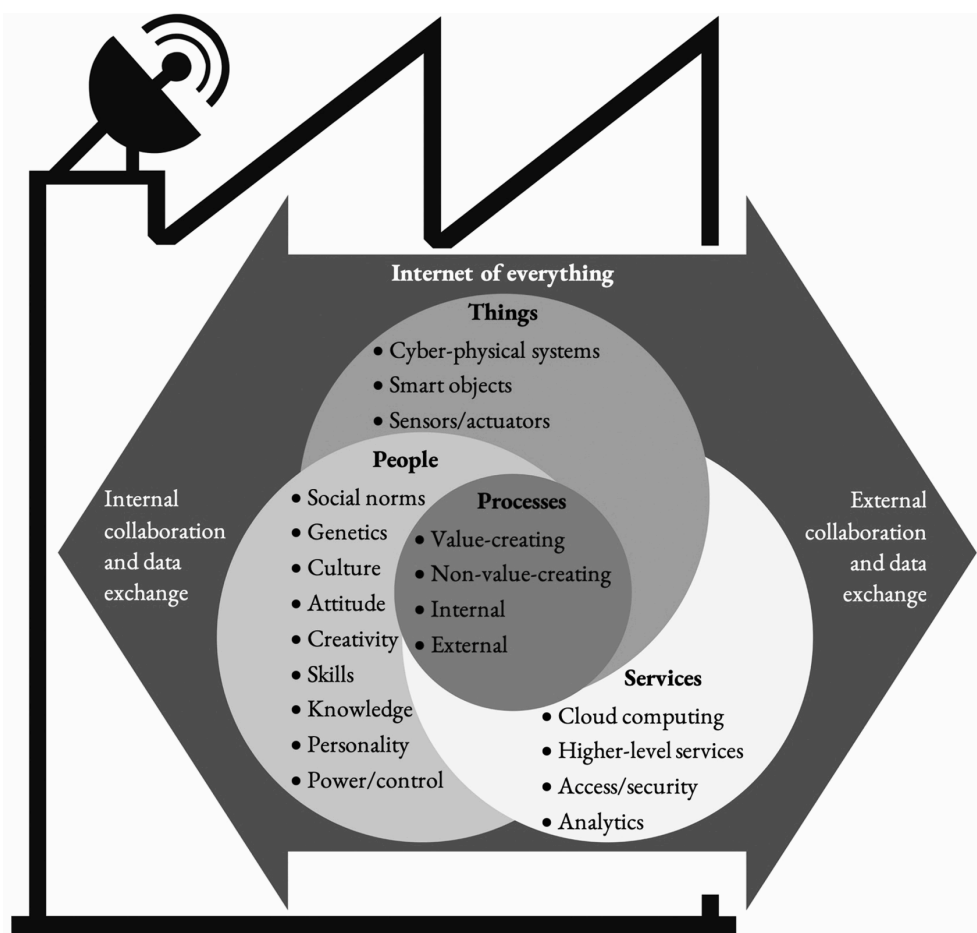 Internet of everything
Things
• Cyber-physical systems
• Smart objects
• Sensors/actuators
People
• Social norms
• Genetics
• Culture
• Attitude
• Creativity
• Skills
• Knowledge
• Personality
• Power/control
Processes
• Value-creating
• Non-value-creating
• Internal
• External
Services
• Cloud computing
• Higher-level services
• Access/security
• Analytics
Internal
collaboration
and data
exchange
External
collaboration
and data
exchange